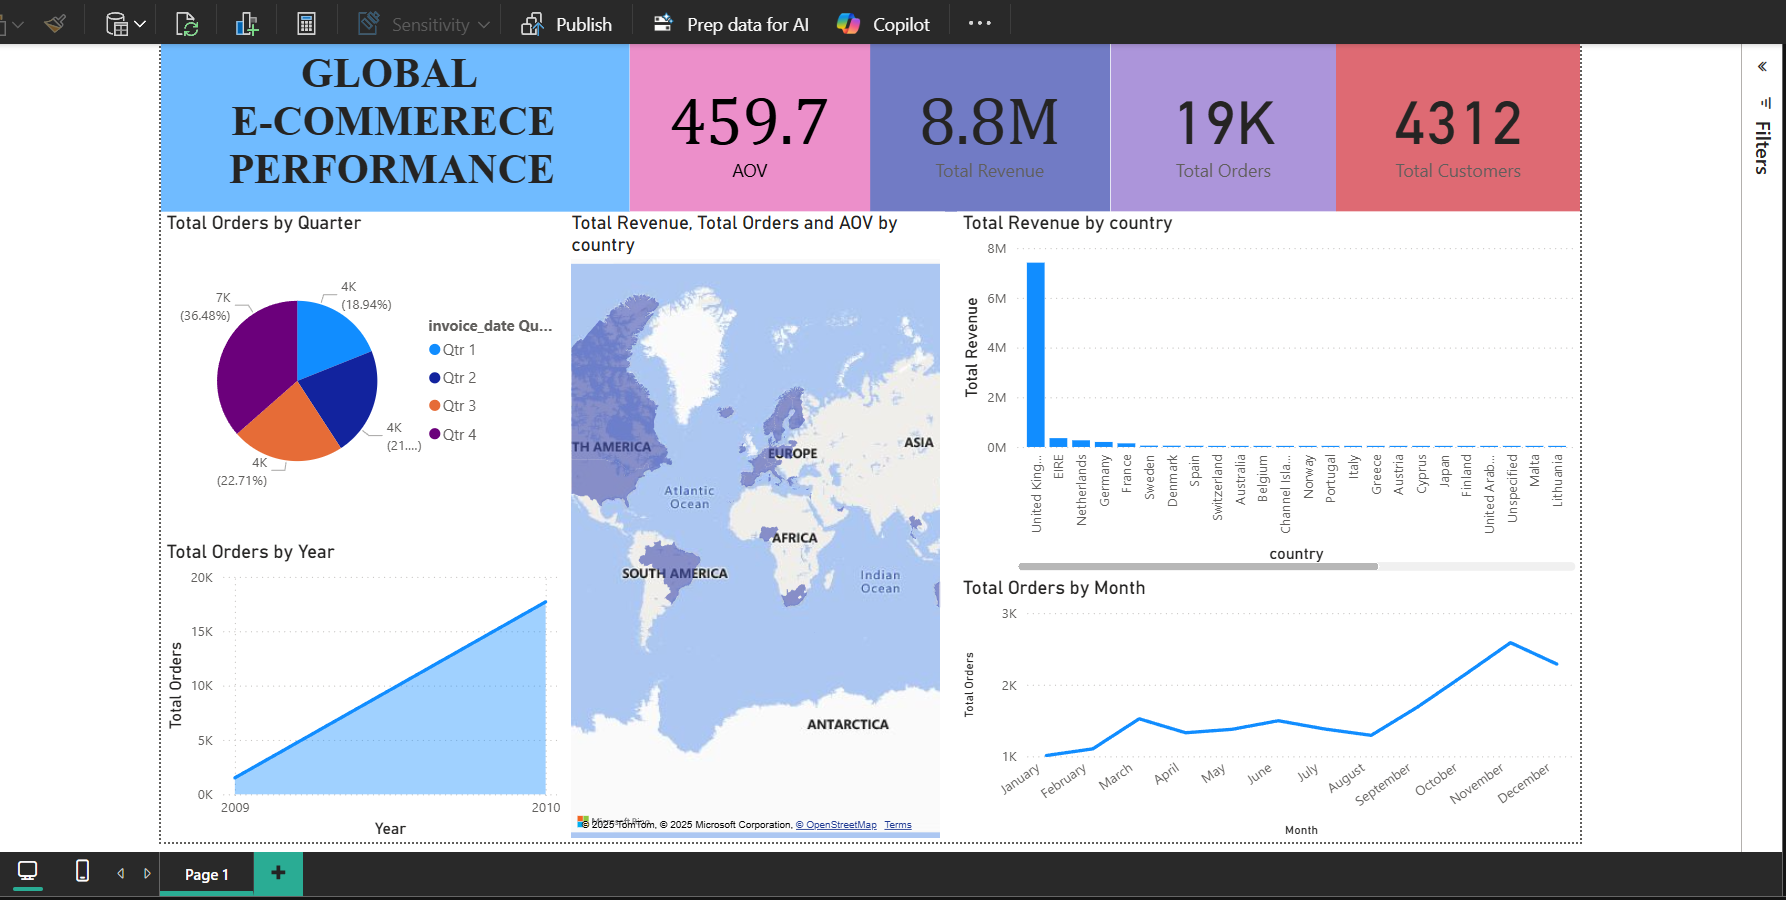 Sensitivity
Publish
Prep data for AI
Copilot
GLOBAL
E-COMMERECE
PERFORMANCE
459.7
AOV
8.8M
Total Revenue
19K
Total Orders
4312
Total Customers
Filters
Total Orders by Quarter
4K
(18.94%)
7K
(36.48%)
4K
(21....)
4K
(22.71%)
invoice_date Qu...
Qtr 1
Qtr 2
Qtr 3
Qtr 4
Total Revenue, Total Orders and AOV by
country
TH AMERICA
EUROPE
ASIA
Atlantic
Ocean
AFRICA
SOUTH AMERICA
Indian
Ocean
ANTARCTICA
© 2025 TomTom, © 2025 Microsoft Corporation, © OpenStreetMap Terms
Total Revenue by country
8M
6M
4M
2M
0M
Total Revenue
United King...
EIRE
Netherlands
Germany
France
Sweden
Denmark
Spain
Switzerland
Australia
Belgium
Channel Isla...
Norway
Portugal
Italy
Greece
Austria
Cyprus
Japan
Finland
United Arab...
Unspecified
Malta
Lithuania
country
Total Orders by Year
20K
15K
10K
5K
0K
Total Orders
2009
2010
Year
Total Orders by Month
3K
2K
1K
Total Orders
January
February
March
April
May
June
July
August
September
October
November
December
Month
Page 1